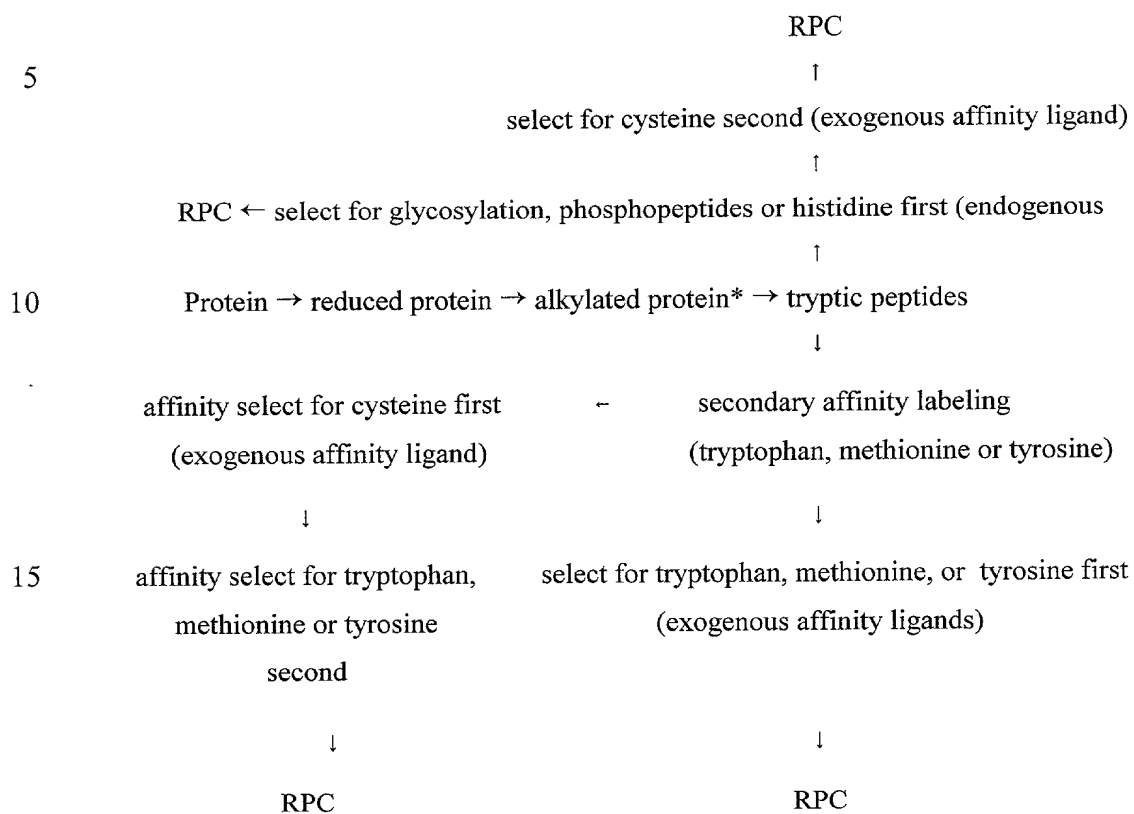 RPC
5 ↑
select for cysteine second (exogenous affinity ligand)
↑
RPC ← select for glycosylation, phosphopeptides or histidine first (endogenous
↑
10 Protein → reduced protein → alkylated protein* → tryptic peptides
↓
affinity select for cysteine first ← secondary affinity labeling
(exogenous affinity ligand) (tryptophan, methionine or tyrosine)
↓ ↓
15 affinity select for tryptophan, select for tryptophan, methionine, or tyrosine first
methionine or tyrosine (exogenous affinity ligands)
second
↓ ↓
RPC RPC